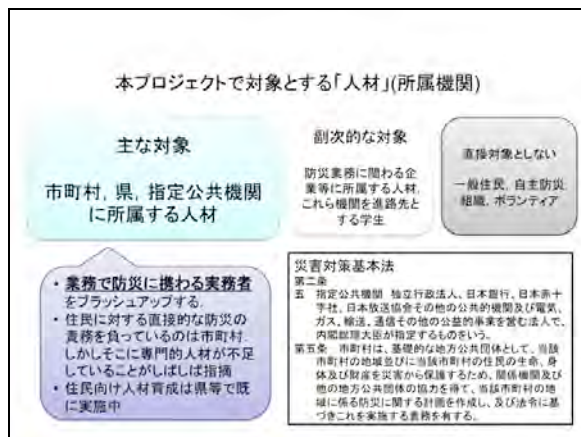 本プロジェクトで対象とする「人材」(所属機関)
主な対象
市町村, 県, 指定公共機関
に所属する人材
副次的な対象
防災業務に関わる企
業等に所属する人材,
これら機関を進路先と
する学生
直接対象としない
一般住民, 自主防災
組織, ボランティア
• 業務で防災に携わる実務者
をブラッシュアップする.
• 住民に対する直接的な防災の
責務を負っているのは市町村.
しかしそこに専門的人材が不足
していることがしばしば指摘
• 住民向け人材育成は県等で既
に実施中
災害対策基本法
第二条
五 指定公共機関 独立行政法人、日本銀行、日本赤十
字社、日本放送協会その他の公共的機関及び電気、
ガス、輸送、通信その他の公益的事業を営む法人で、
内閣総理大臣が指定するものをいう。
第五条 市町村は、基礎的な地方公共団体として、当該
市町村の地域並びに当該市町村の住民の生命、身
体及び財産を災害から保護するため、関係機関及び
他の地方公共団体の協力を得て、当該市町村の地
域に係る防災に関する計画を作成し、及び法令に基
づきこれを実施する責務を有する。